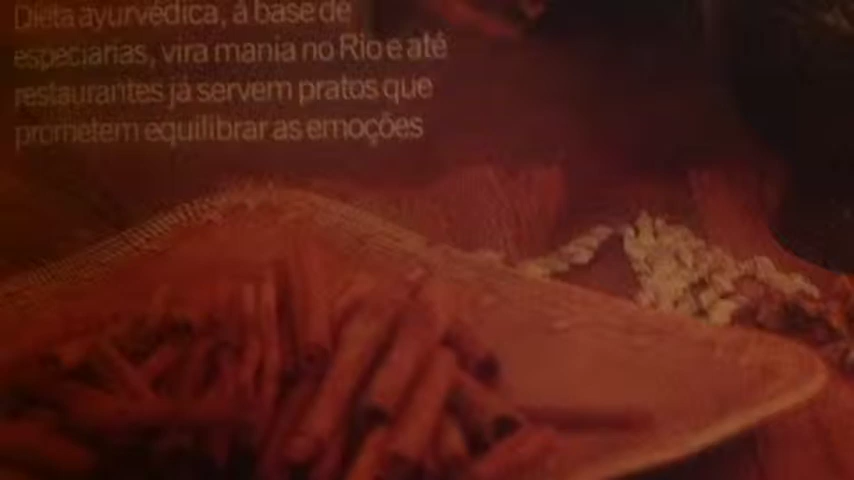 Dieta ayurvédica, à base de
especiarias, vira mania no Rio e até
restaurantes já servem pratos que
prometem equilibrar as emoções